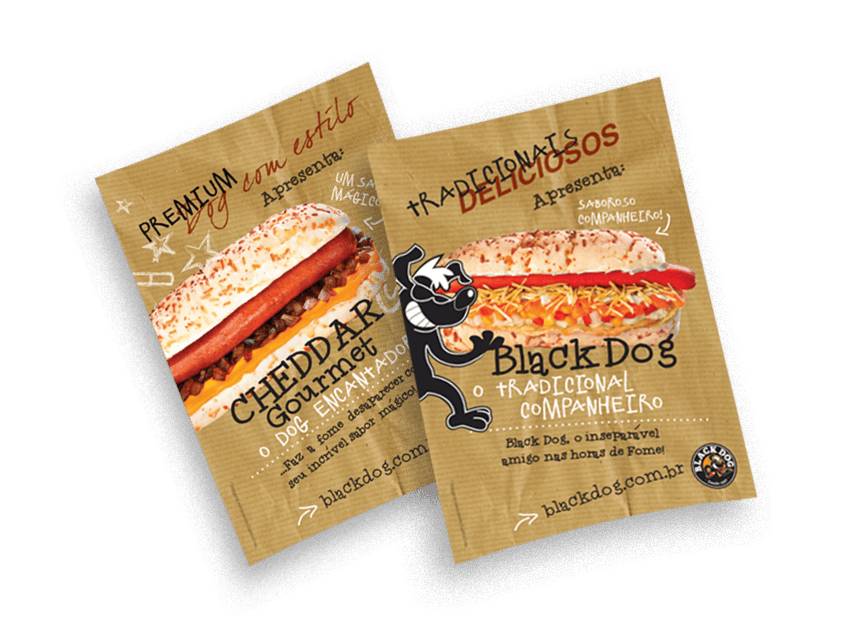 PREMIUM
Dog com estilo
Apresenta:
UM SA
MÁGICO
CHEDDAR
Gourmet
O DOG ENCANTADOR
...Faz a fome desaparecer co
seu incrível sabor mágico!
blackdog.com
TRADICIONAIS
DELICIOSOS
Apresenta:
SABOROSO
COMPANHEIRO!
Black Dog
O TRADICIONAL
COMPANHEIRO
Black Dog, o inseparável
amigo nas horas de Fome!
blackdog.com.br
BLACK DOG